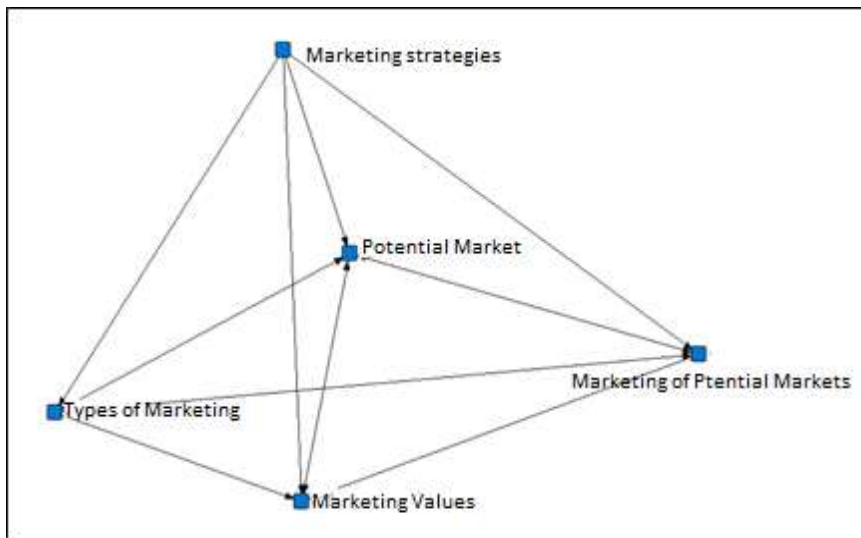 Marketing strategies
Potential Market
Marketing of Ptential Markets
Types of Marketing
Marketing Values